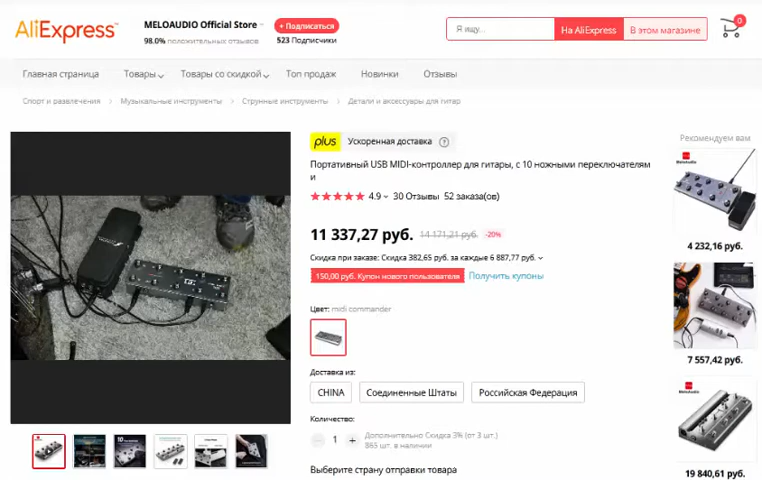 AliExpress
MELOAUDIO Official Store
+ Подписаться
98.0% положительных отзывов
523 Подписчики
Я ищу...
На AliExpress
В этом магазине
0
Главная страница
Товары
Товары со скидкой
Топ продаж
Новинки
Отзывы
Спорт и развлечения > Музыкальные инструменты > Струнные инструменты > Детали и аксессуары для гитар
plus Ускоренная доставка ?
Портативный USB MIDI-контроллер для гитары, с 10 ножными переключателям
и
4.9 30 Отзывы 52 заказа(ов)
11 337,27 руб. 14 171,21 руб. -20%
Скидка при заказе: Скидка 382,65 руб. за каждые 6 887,77 руб.
150,00 руб. Купон нового пользователя Получить купоны
Цвет: midi commander
Доставка из:
CHINA
Соединенные Штаты
Российская Федерация
Количество:
1
Дополнительно Скидка 3% (от 3 шт.)
865 шт. в наличии
Выберите страну отправки товара
Рекомендуем вам
4 232,16 руб.
7 557,42 руб.
19 840,61 руб.